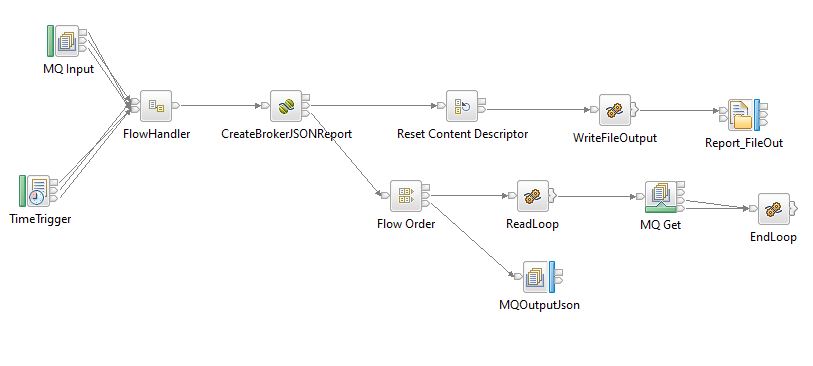 MQ Input
FlowHandler
CreateBrokerJSONReport
Reset Content Descriptor
WriteFileOutput
Report_FileOut
TimeTrigger
Flow Order
ReadLoop
MQ Get
EndLoop
MQOutputJson